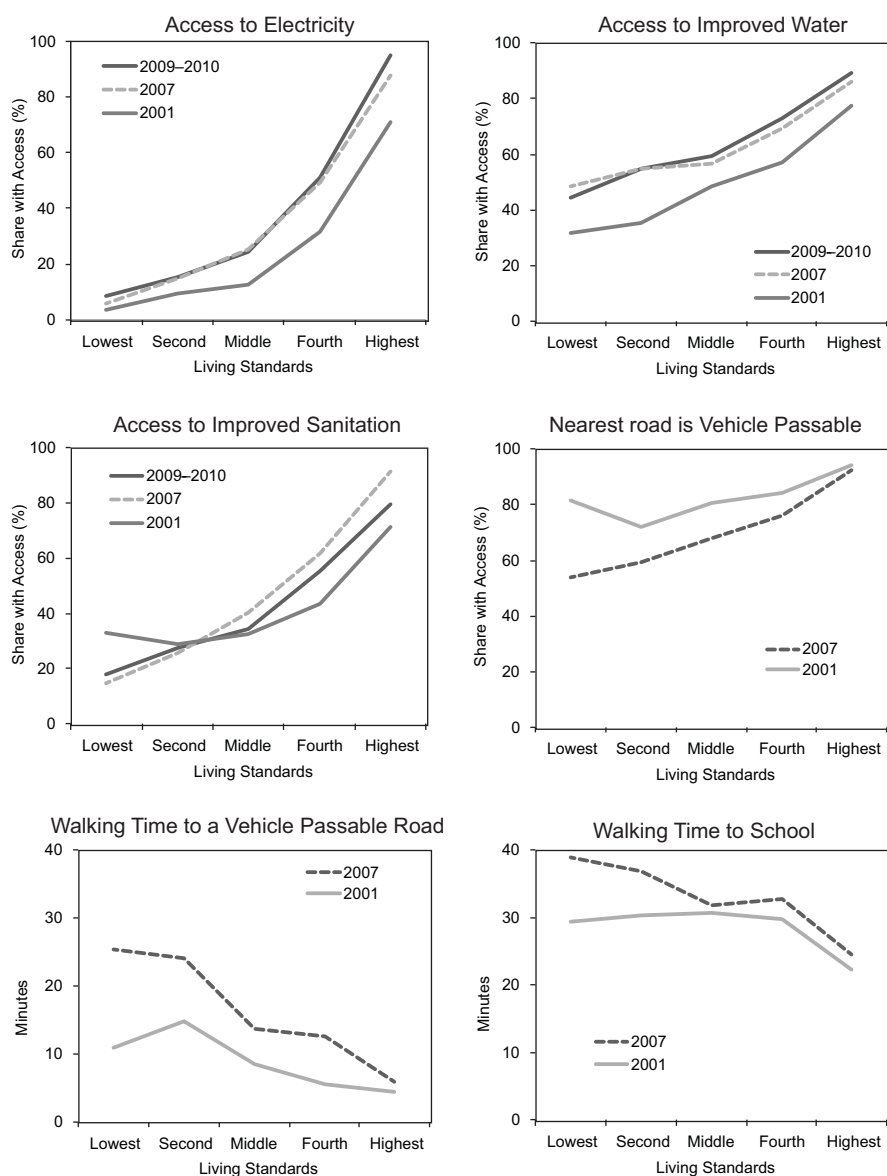 Access to Electricity
100
80
60
40
20
0
Share with Access (%)
2009–2010
2007
2001
Lowest Second Middle Fourth Highest
Living Standards
Access to Improved Water
100
80
60
40
20
0
Share with Access (%)
2009–2010
2007
2001
Lowest Second Middle Fourth Highest
Living Standards
Access to Improved Sanitation
100
80
60
40
20
0
Share with Access (%)
2009–2010
2007
2001
Lowest Second Middle Fourth Highest
Living Standards
Nearest road is Vehicle Passable
100
80
60
40
20
0
Share with Access (%)
2007
2001
Lowest Second Middle Fourth Highest
Living Standards
Walking Time to a Vehicle Passable Road
40
30
20
10
0
Minutes
2007
2001
Lowest Second Middle Fourth Highest
Living Standards
Walking Time to School
40
30
20
10
0
Minutes
2007
2001
Lowest Second Middle Fourth Highest
Living Standards